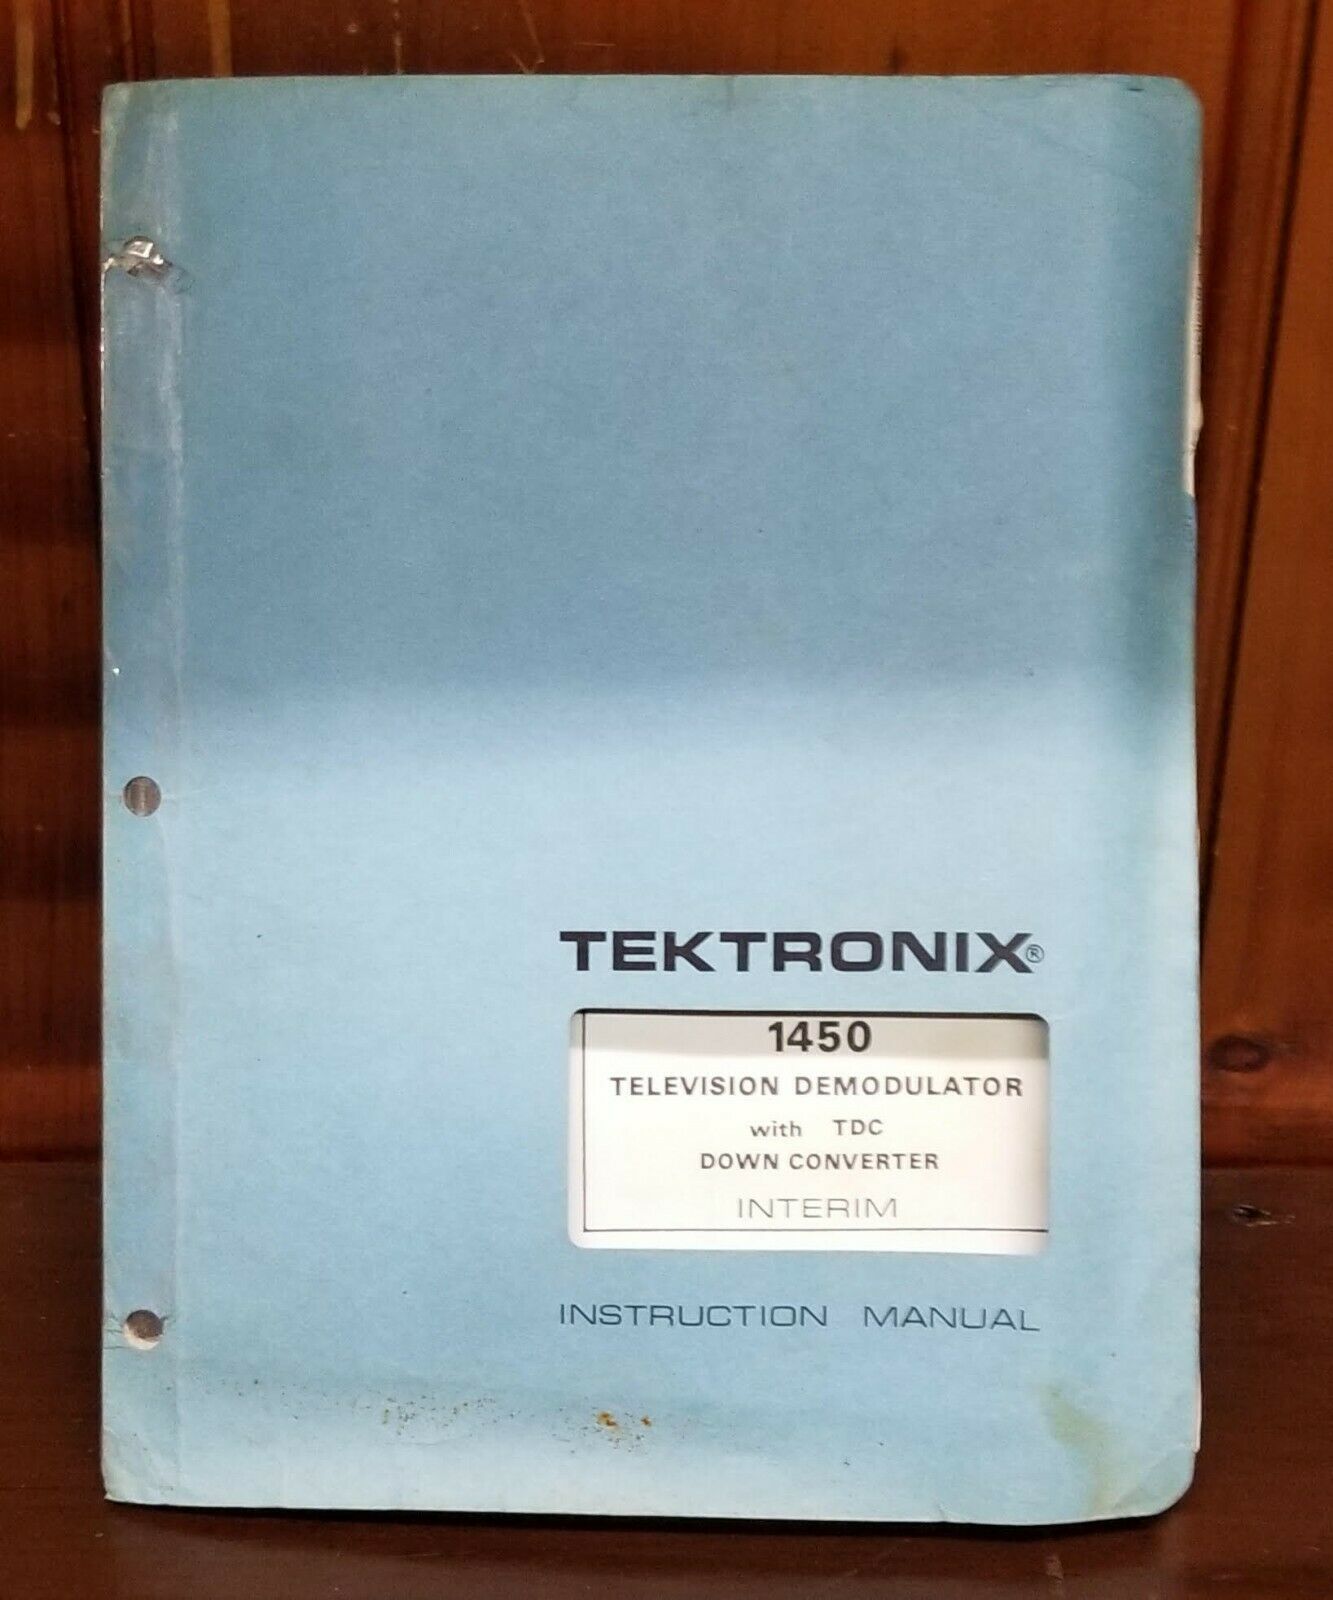 TEKTRONIX®
1450
TELEVISION DEMODULATOR
with TDC
DOWN CONVERTER
INTERIM
INSTRUCTION MANUAL